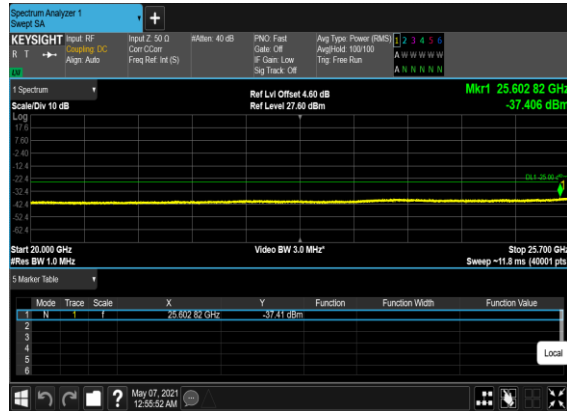 Spectrum Analyzer 1
Swept SA
+
KEYSIGHT Input: RF Input Z: 50 Ω #Atten: 40 dB PNO: Fast Avg Type: Power (RMS) 1 2 3 4 5 6
R T Coupling: DC Corr CCorr Gate: Off Avg|Hold: 100/100 A W W W W W
Align: Auto Freq Ref: Int (S) IF Gain: Low Trig: Free Run
Sig Track: Off A N N N N N
1 Spectrum
Scale/Div 10 dB
Ref Lvl Offset 4.60 dB
Ref Level 27.60 dBm
Mkr1 25.602 82 GHz
-37.406 dBm
Log
17.6
7.60
-2.40
-12.4
-22.4
DL1 -25.00
-32.4
-42.4
-52.4
-62.4
Start 20.000 GHz Video BW 3.0 MHz* Stop 25.700 GHz
#Res BW 1.0 MHz Sweep ~11.8 ms (40001 pts
5 Marker Table
Mode Trace Scale X Y Function Function Width Function Value
1 N 1 f 25.602 82 GHz -37.41 dBm
2
3
4
5
6
Local
?
May 07, 2021
12:55:52 AM